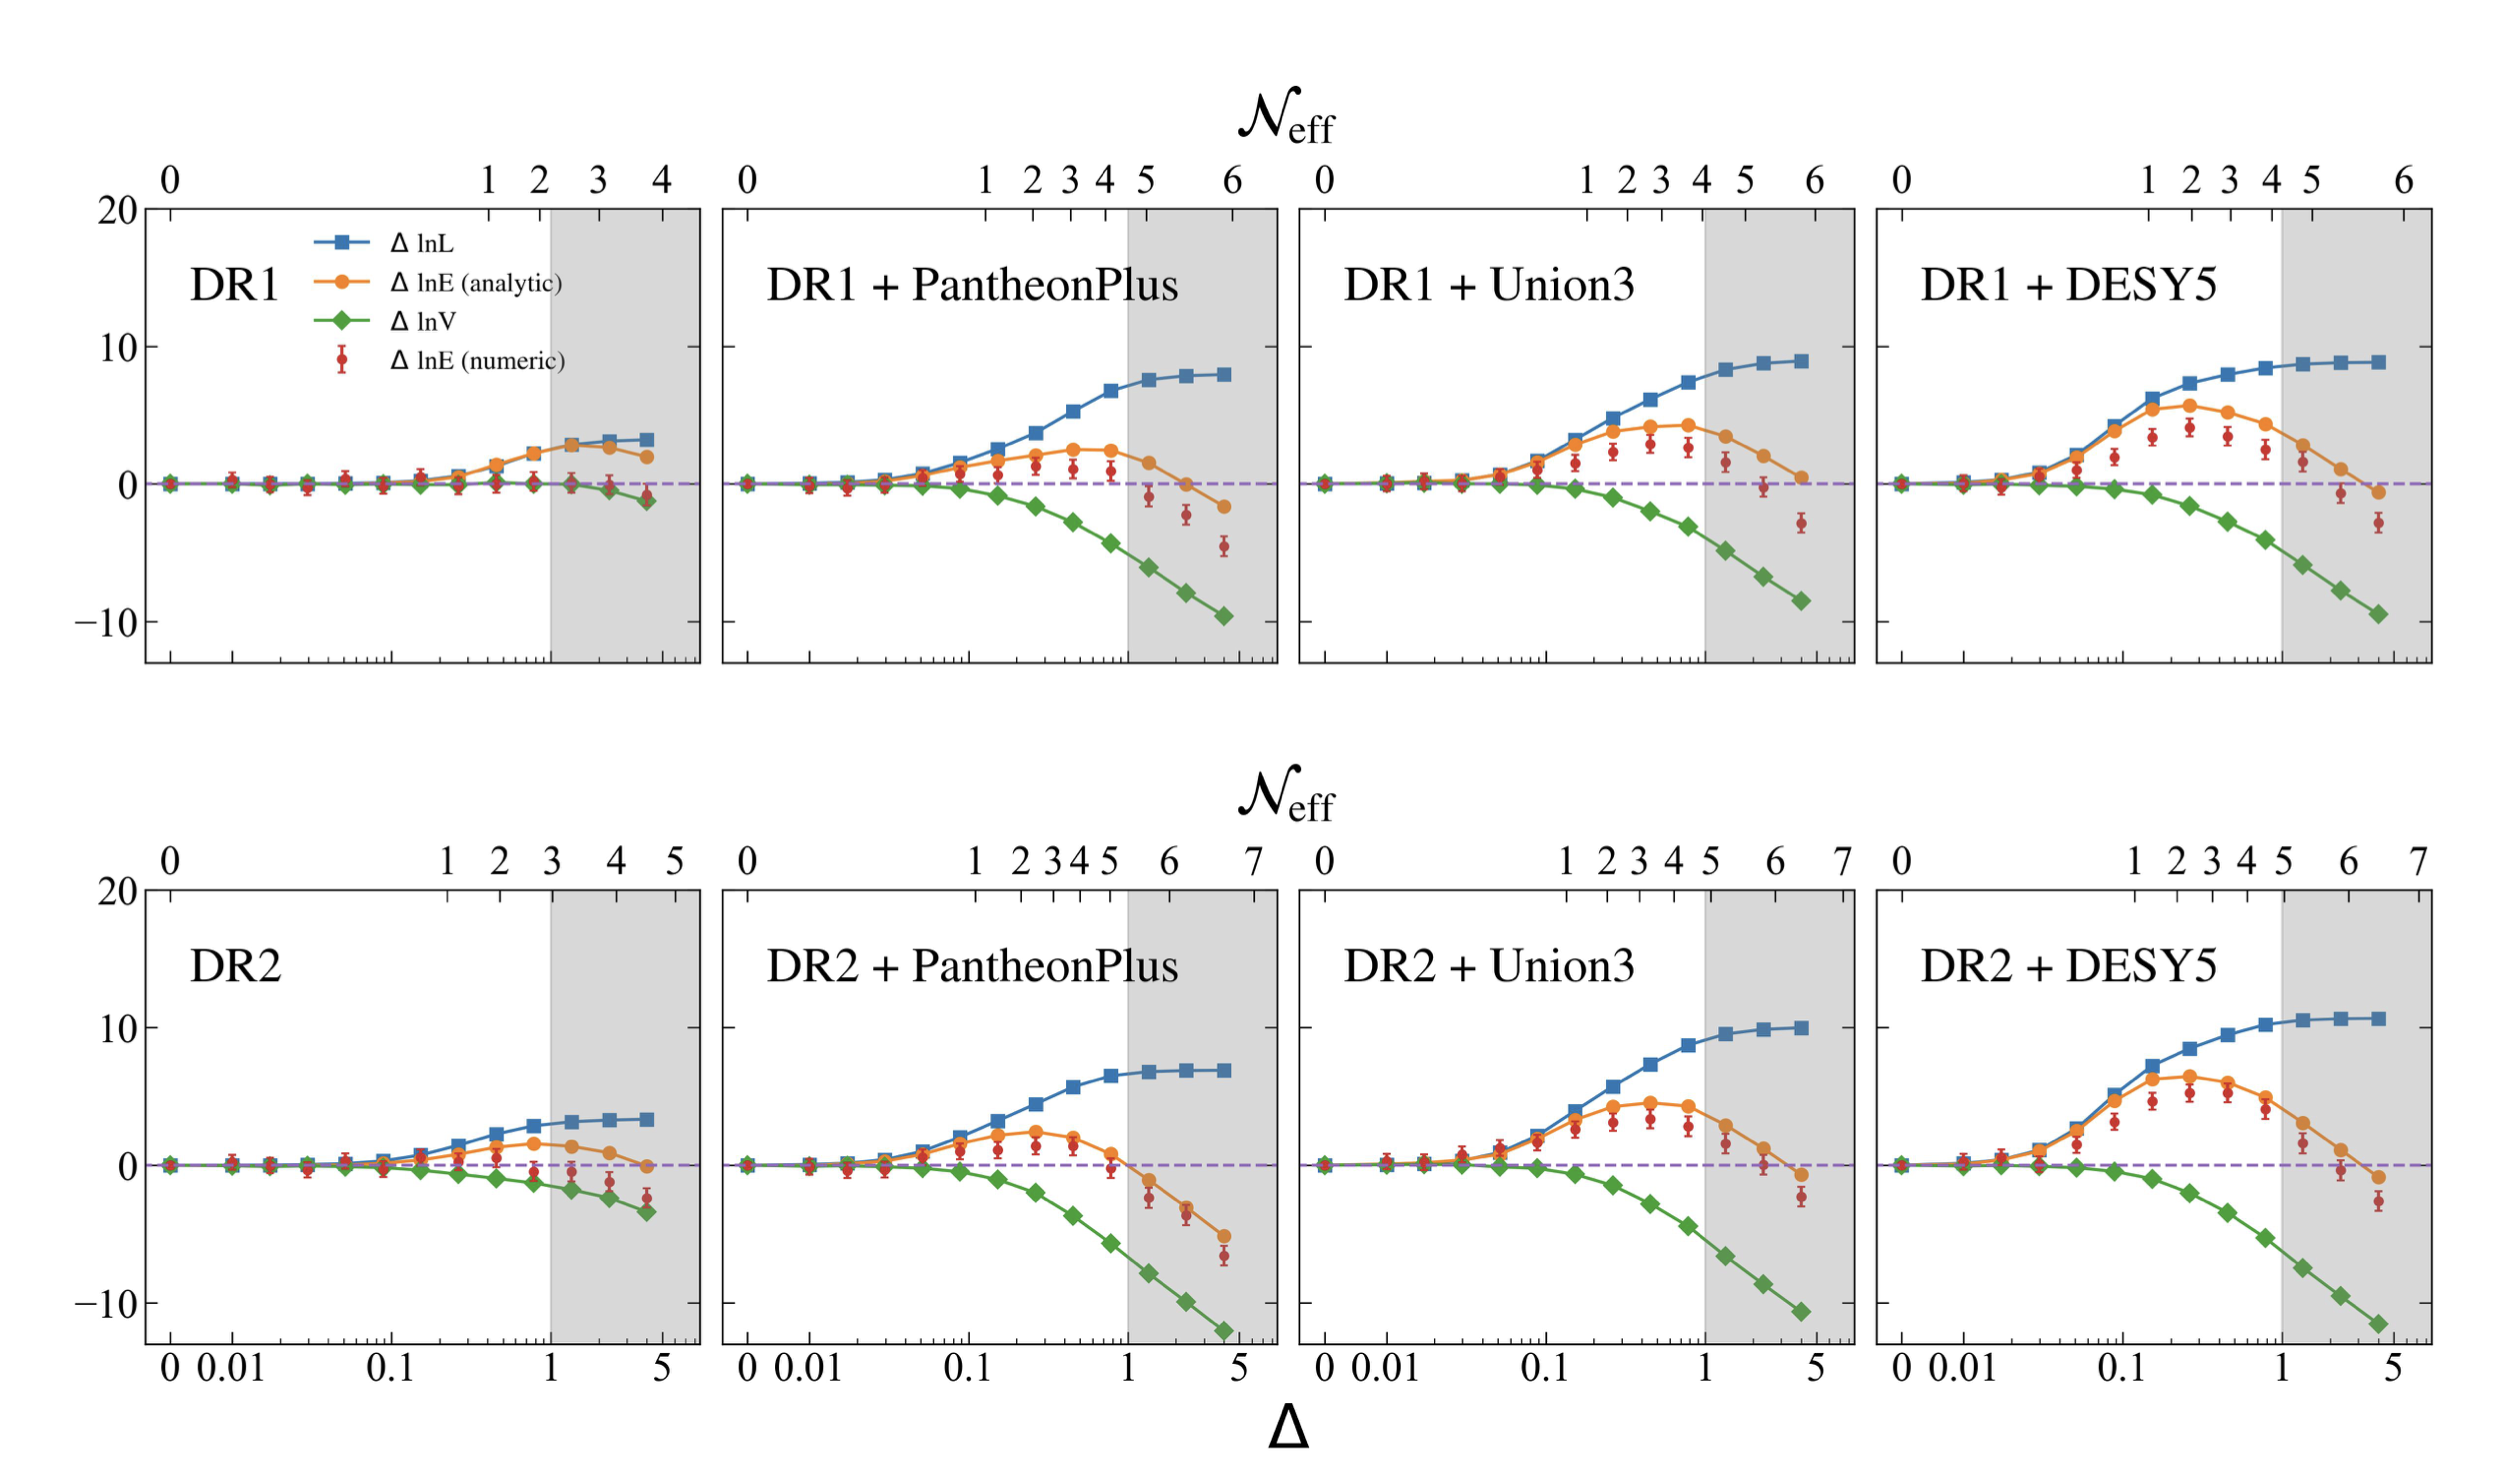 𝒩eff
0 1 2 3 4
0 1 2 3 4 5 6
0 1 2 3 4 5 6
0 1 2 3 4 5 6
20
10
0
−10
DR1
Δ lnL
Δ lnE (analytic)
Δ lnV
Δ lnE (numeric)
DR1 + PantheonPlus
DR1 + Union3
DR1 + DESY5
𝒩eff
0 1 2 3 4 5
0 1 2 3 4 5 6 7
0 1 2 3 4 5 6 7
0 1 2 3 4 5 6 7
20
10
0
−10
DR2
DR2 + PantheonPlus
DR2 + Union3
DR2 + DESY5
0 0.01 0.1 1 5
0 0.01 0.1 1 5
0 0.01 0.1 1 5
0 0.01 0.1 1 5
Δ